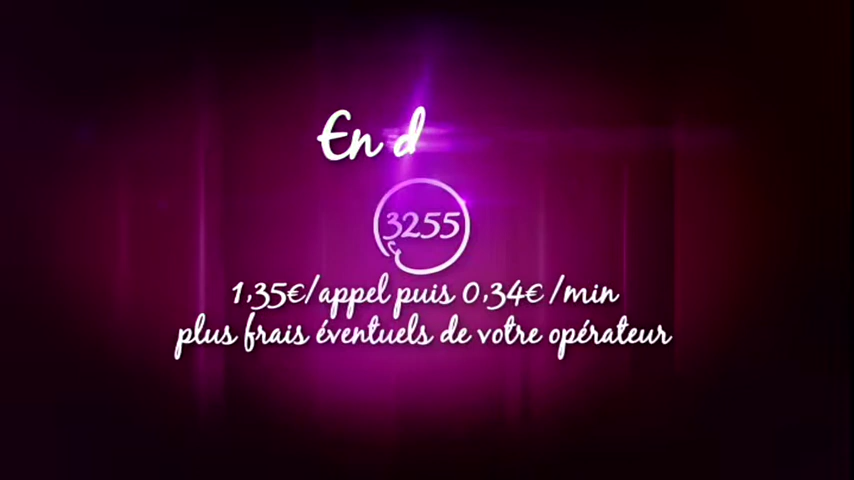 En d
3255
1,35€/appel puis 0,34€/min
plus frais éventuels de votre opérateur